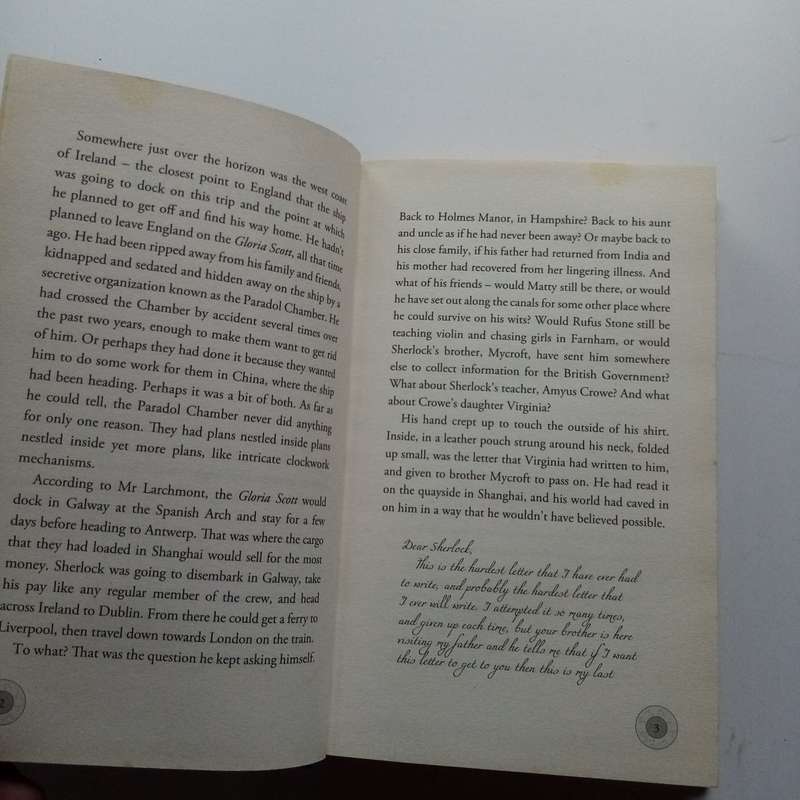 Somewhere just over the horizon was the west coast
of Ireland – the closest point to England that the ship
was going to dock on this trip and the point at which
he planned to get off and find his way home. He hadn't
planned to leave England on the Gloria Scott, all that time
ago. He had been ripped away from his family and friends,
kidnapped and sedated and hidden away on the ship by a
secretive organization known as the Paradol Chamber. He
had crossed the Chamber by accident several times over
the past two years, enough to make them want to get rid
of him. Or perhaps they had done it because they wanted
him to do some work for them in China, where the ship
had been heading. Perhaps it was a bit of both. As far as
he could tell, the Paradol Chamber never did anything
for only one reason. They had plans nestled inside plans
nestled inside yet more plans, like intricate clockwork
mechanisms.
According to Mr Larchmont, the Gloria Scott would
dock in Galway at the Spanish Arch and stay for a few
days before heading to Antwerp. That was where the cargo
that they had loaded in Shanghai would sell for the most
money. Sherlock was going to disembark in Galway, take
his pay like any regular member of the crew, and head
across Ireland to Dublin. From there he could get a ferry to
Liverpool, then travel down towards London on the train.
To what? That was the question he kept asking himself.
2
Back to Holmes Manor, in Hampshire? Back to his aunt
and uncle as if he had never been away? Or maybe back to
his close family, if his father had returned from India and
his mother had recovered from her lingering illness. And
what of his friends – would Matty still be there, or would
he have set out along the canals for some other place where
he could survive on his wits? Would Rufus Stone still be
teaching violin and chasing girls in Farnham, or would
Sherlock's brother, Mycroft, have sent him somewhere
else to collect information for the British Government?
What about Sherlock's teacher, Amyus Crowe? And what
about Crowe's daughter Virginia?
His hand crept up to touch the outside of his shirt.
Inside, in a leather pouch strung around his neck, folded
up small, was the letter that Virginia had written to him,
and given to brother Mycroft to pass on. He had read it
on the quayside in Shanghai, and his world had caved in
on him in a way that he wouldn't have believed possible.
Dear Sherlock,
This is the hardest letter that I have ever had
to write, and probably the hardest letter that
I ever will write. I attempted it so many times,
and given up each time, but your brother is here
visiting my father and he tells me that if I want
this letter to get to you then this is my last
3